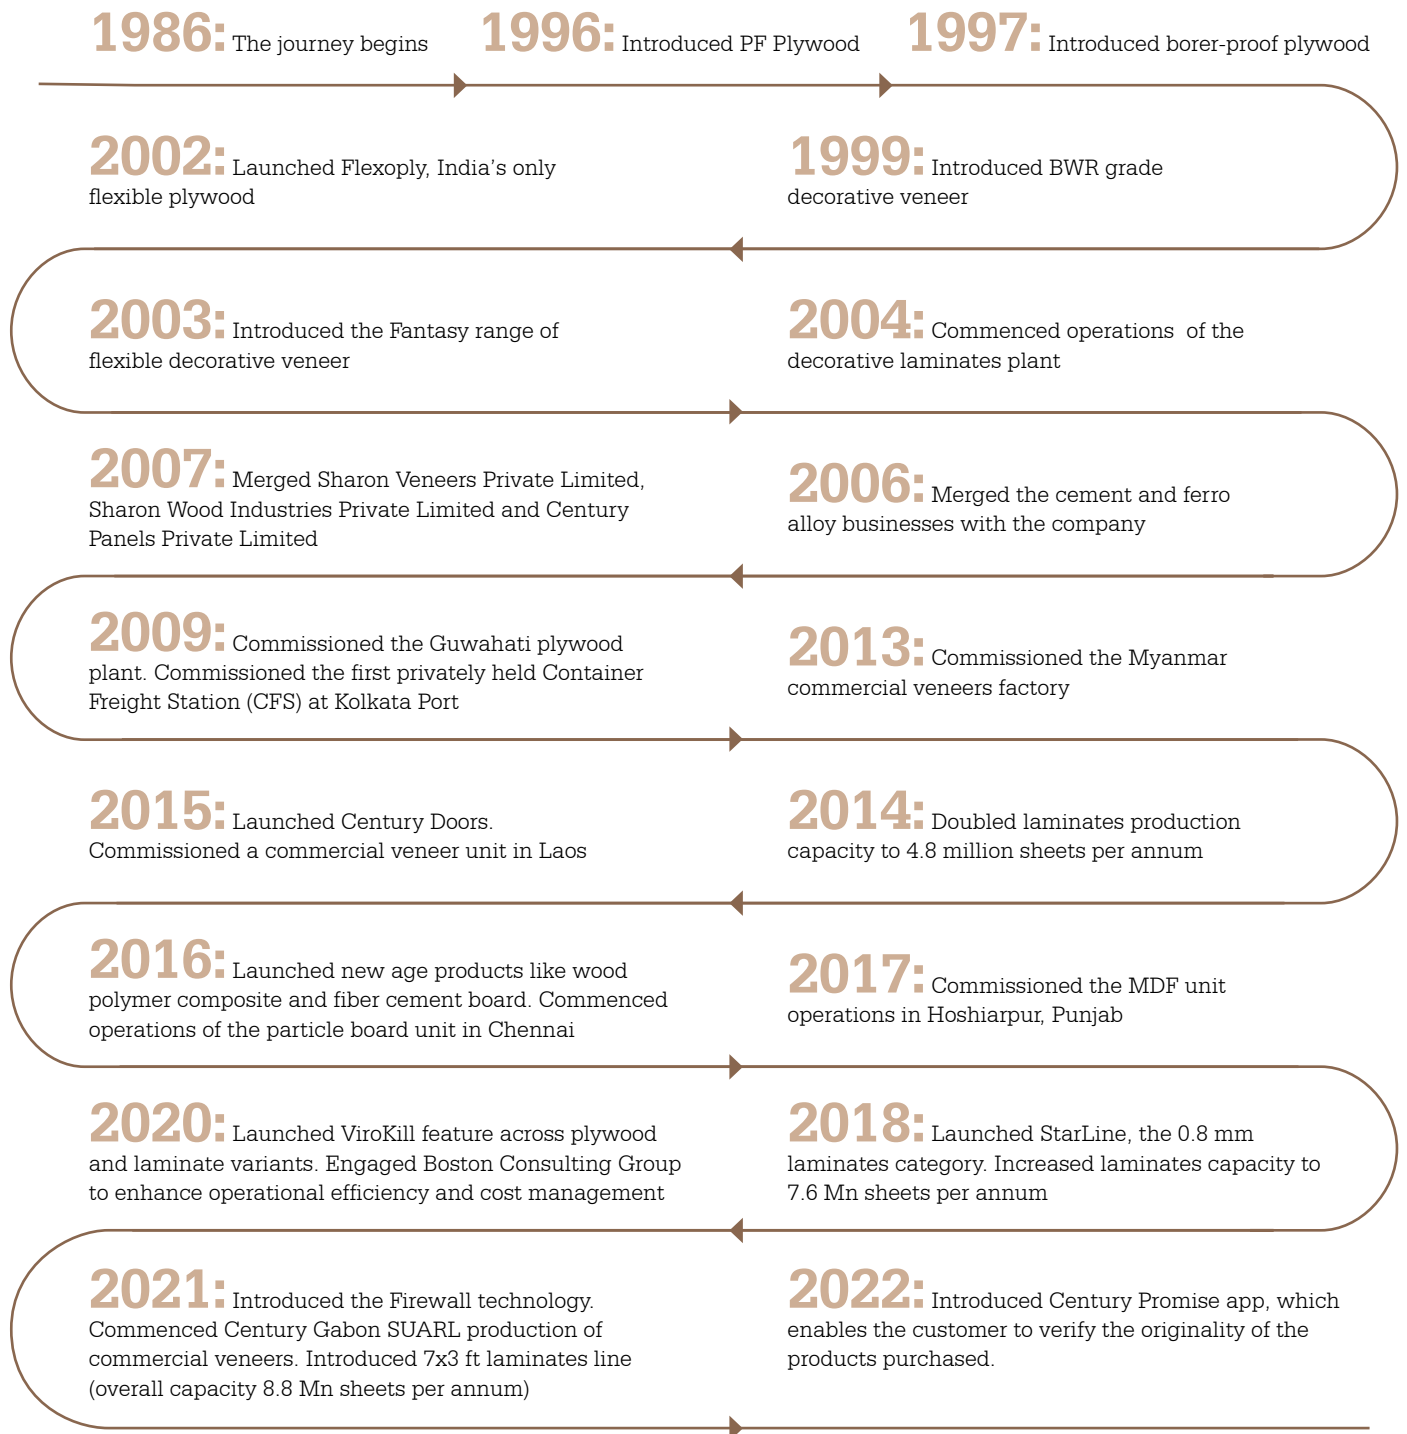 1986: The journey begins
1996: Introduced PF Plywood
1997: Introduced borer-proof plywood
1999: Introduced BWR grade
decorative veneer
2002: Launched Flexoply, India's only
flexible plywood
2003: Introduced the Fantasy range of
flexible decorative veneer
2004: Commenced operations of the
decorative laminates plant
2006: Merged the cement and ferro
alloy businesses with the company
2007: Merged Sharon Veneers Private Limited,
Sharon Wood Industries Private Limited and Century
Panels Private Limited
2009: Commissioned the Guwahati plywood
plant. Commissioned the first privately held Container
Freight Station (CFS) at Kolkata Port
2013: Commissioned the Myanmar
commercial veneers factory
2014: Doubled laminates production
capacity to 4.8 million sheets per annum
2015: Launched Century Doors.
Commissioned a commercial veneer unit in Laos
2016: Launched new age products like wood
polymer composite and fiber cement board. Commenced
operations of the particle board unit in Chennai
2017: Commissioned the MDF unit
operations in Hoshiarpur, Punjab
2018: Launched StarLine, the 0.8 mm
laminates category. Increased laminates capacity to
7.6 Mn sheets per annum
2020: Launched ViroKill feature across plywood
and laminate variants. Engaged Boston Consulting Group
to enhance operational efficiency and cost management
2021: Introduced the Firewall technology.
Commenced Century Gabon SUARL production of
commercial veneers. Introduced 7x3 ft laminates line
(overall capacity 8.8 Mn sheets per annum)
2022: Introduced Century Promise app, which
enables the customer to verify the originality of the
products purchased.